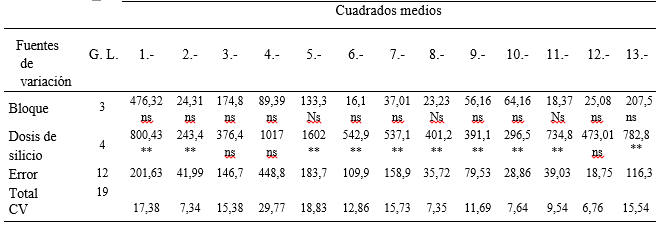 Cuadrados medios
Fuentes de variación G. L. 1.- 2.- 3.- 4.- 5.- 6.- 7.- 8.- 9.- 10.- 11.- 12.- 13.-
Bloque 3 476,32 24,31 174,8 89,39 133,3 16,1 37,01 23,23 56,16 64,16 18,37 25,08 207,5
ns ns ns ns Ns ns ns Ns ns ns Ns ns ns
Dosis de silicio 4 800,43 243,4 376,4 1017 1602 542,9 537,1 401,2 391,1 296,5 734,8 473,01 782,8
** ** ns ns ** ** ** ** ** ** ** ns **
Error 12 201,63 41,99 146,7 448,8 183,7 109,9 158,9 35,72 79,53 28,86 39,03 18,75 116,3
Total 19
CV 17,38 7,34 15,38 29,77 18,83 12,86 15,73 7,35 11,69 7,64 9,54 6,76 15,54